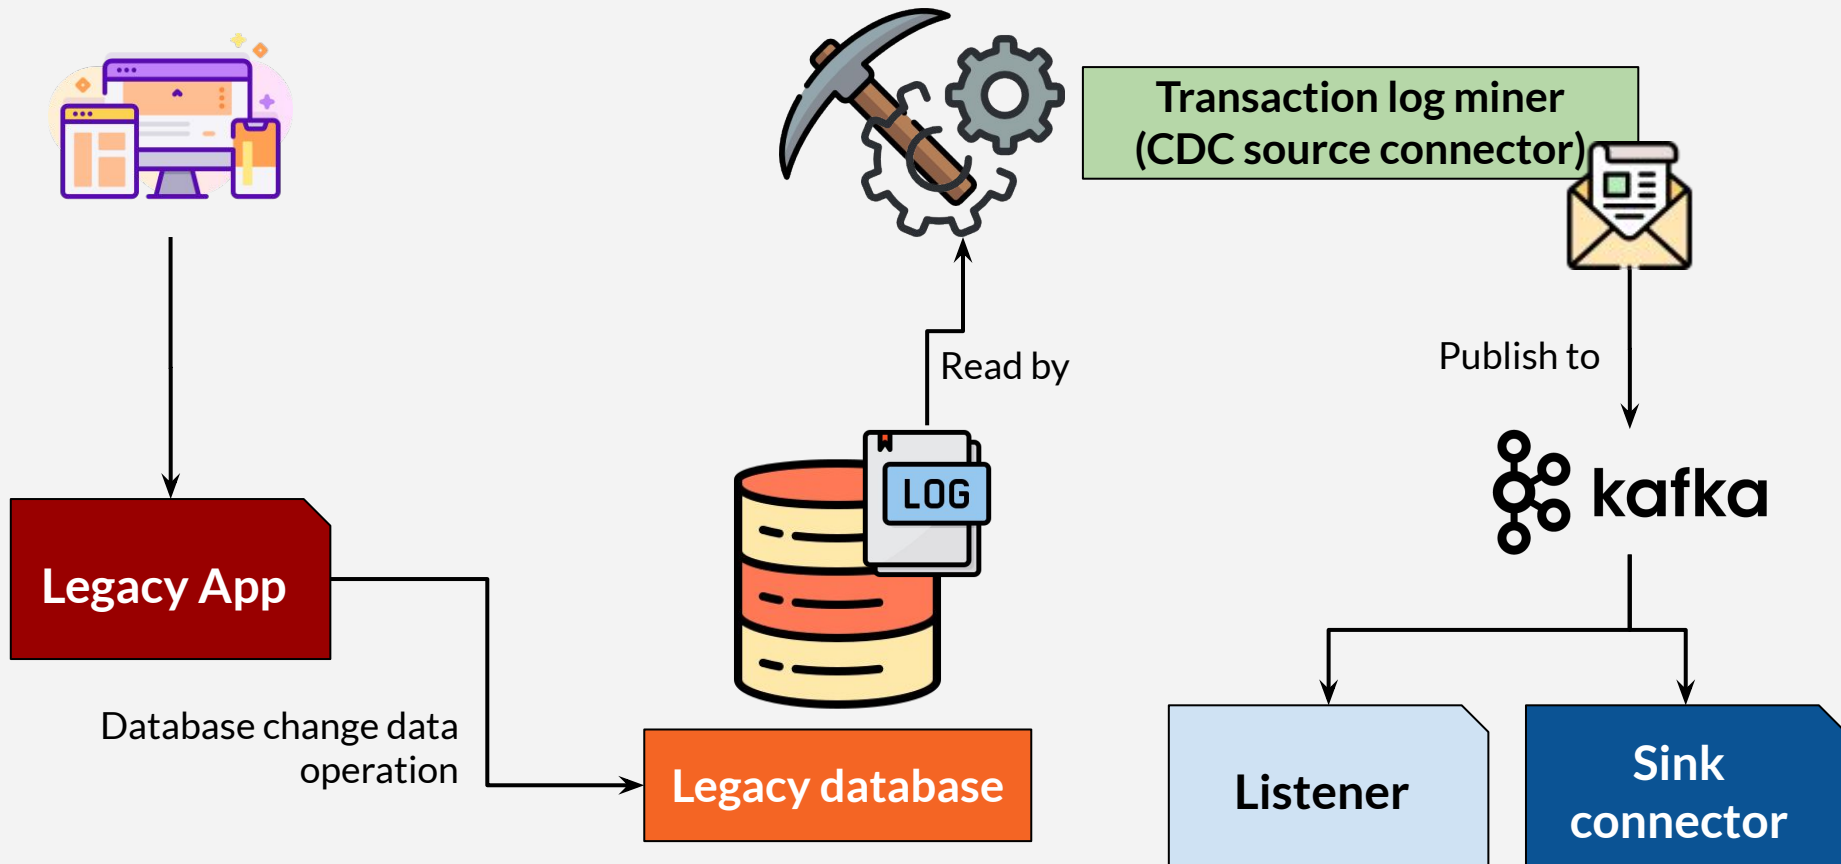 Transaction log miner
(CDC source connector)
Read by
Publish to
LOG
kafka
Legacy App
Database change data
operation
Legacy database
Listener
Sink
connector